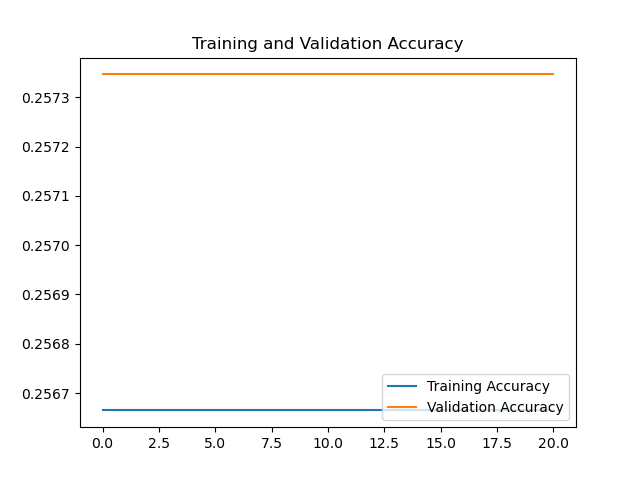 Training and Validation Accuracy
0.2573
0.2572
0.2571
0.2570
0.2569
0.2568
0.2567
Training Accuracy
Validation Accuracy
0.0 2.5 5.0 7.5 10.0 12.5 15.0 17.5 20.0